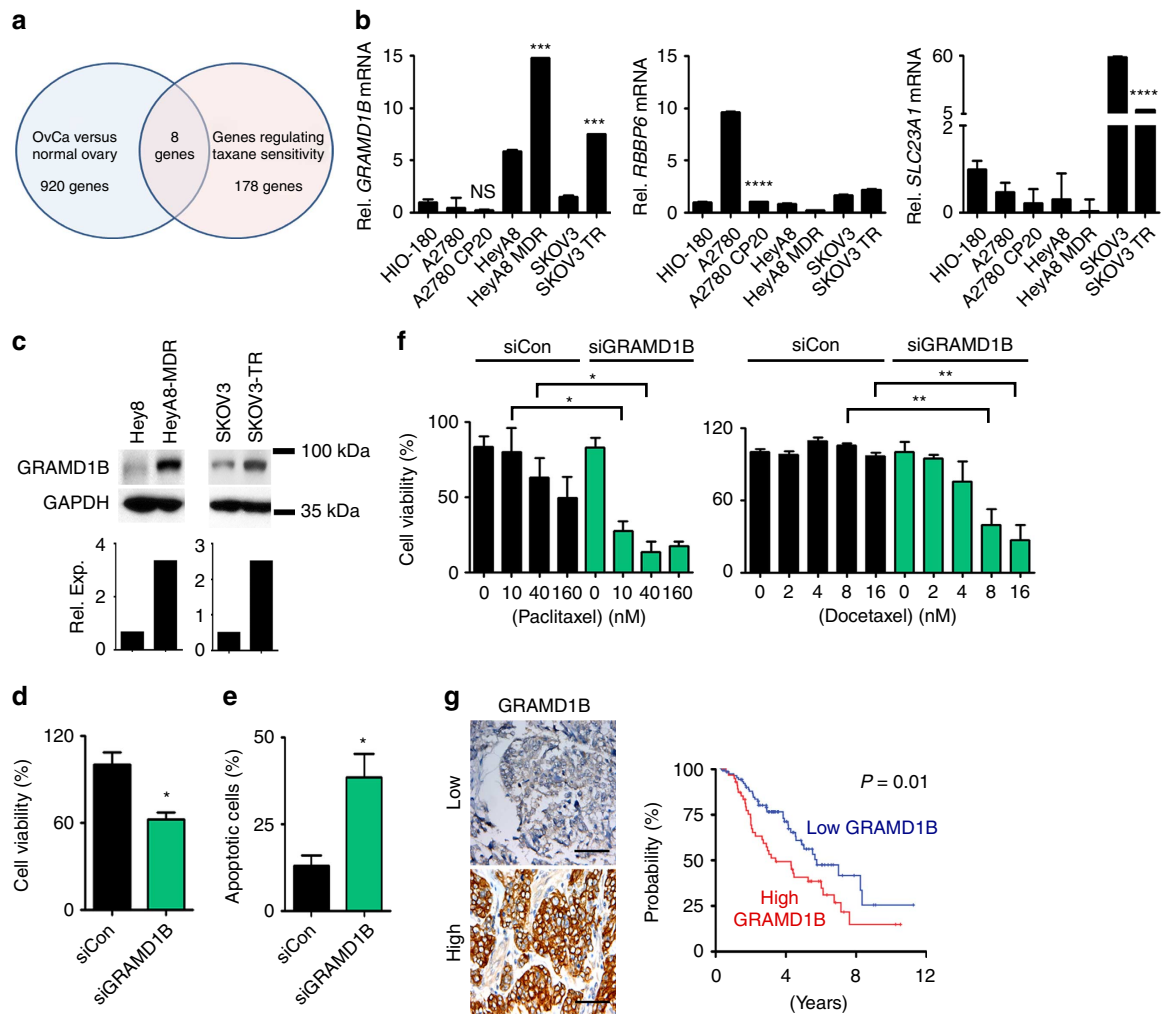 a
OvCa versus
normal ovary
920 genes
8
genes
Genes regulating
taxane sensitivity
178 genes
b
Rel. GRAMD1B mRNA
15
10
5
0
NS
***
***
HIO-180
A2780
A2780 CP20
HeyA8
HeyA8 MDR
SKOV3
SKOV3 TR
Rel. RBBP6 mRNA
15
10
5
0
****
HIO-180
A2780
A2780 CP20
HeyA8
HeyA8 MDR
SKOV3
SKOV3 TR
Rel. SLC23A1 mRNA
60
5
2
0
****
HIO-180
A2780
A2780 CP20
HeyA8
HeyA8 MDR
SKOV3
SKOV3 TR
c
Hey8
HeyA8-MDR
SKOV3
SKOV3-TR
GRAMD1B
GAPDH
100 kDa
35 kDa
Rel. Exp.
4
2
0
3
2
1
0
f
siCon
siGRAMD1B
*
*
Cell viability (%)
100
50
0
0 10 40 160 0 10 40 160
(Paclitaxel) (nM)
siCon
siGRAMD1B
**
**
120
60
0
0 2 4 8 16 0 2 4 8 16
(Docetaxel) (nM)
d
Cell viability (%)
120
60
0
*
siCon
siGRAMD1B
e
Apoptotic cells (%)
50
25
0
*
siCon
siGRAMD1B
g
GRAMD1B
Low
High
Probability (%)
100
75
50
25
0
P = 0.01
Low GRAMD1B
High
GRAMD1B
0 4 8 12
(Years)